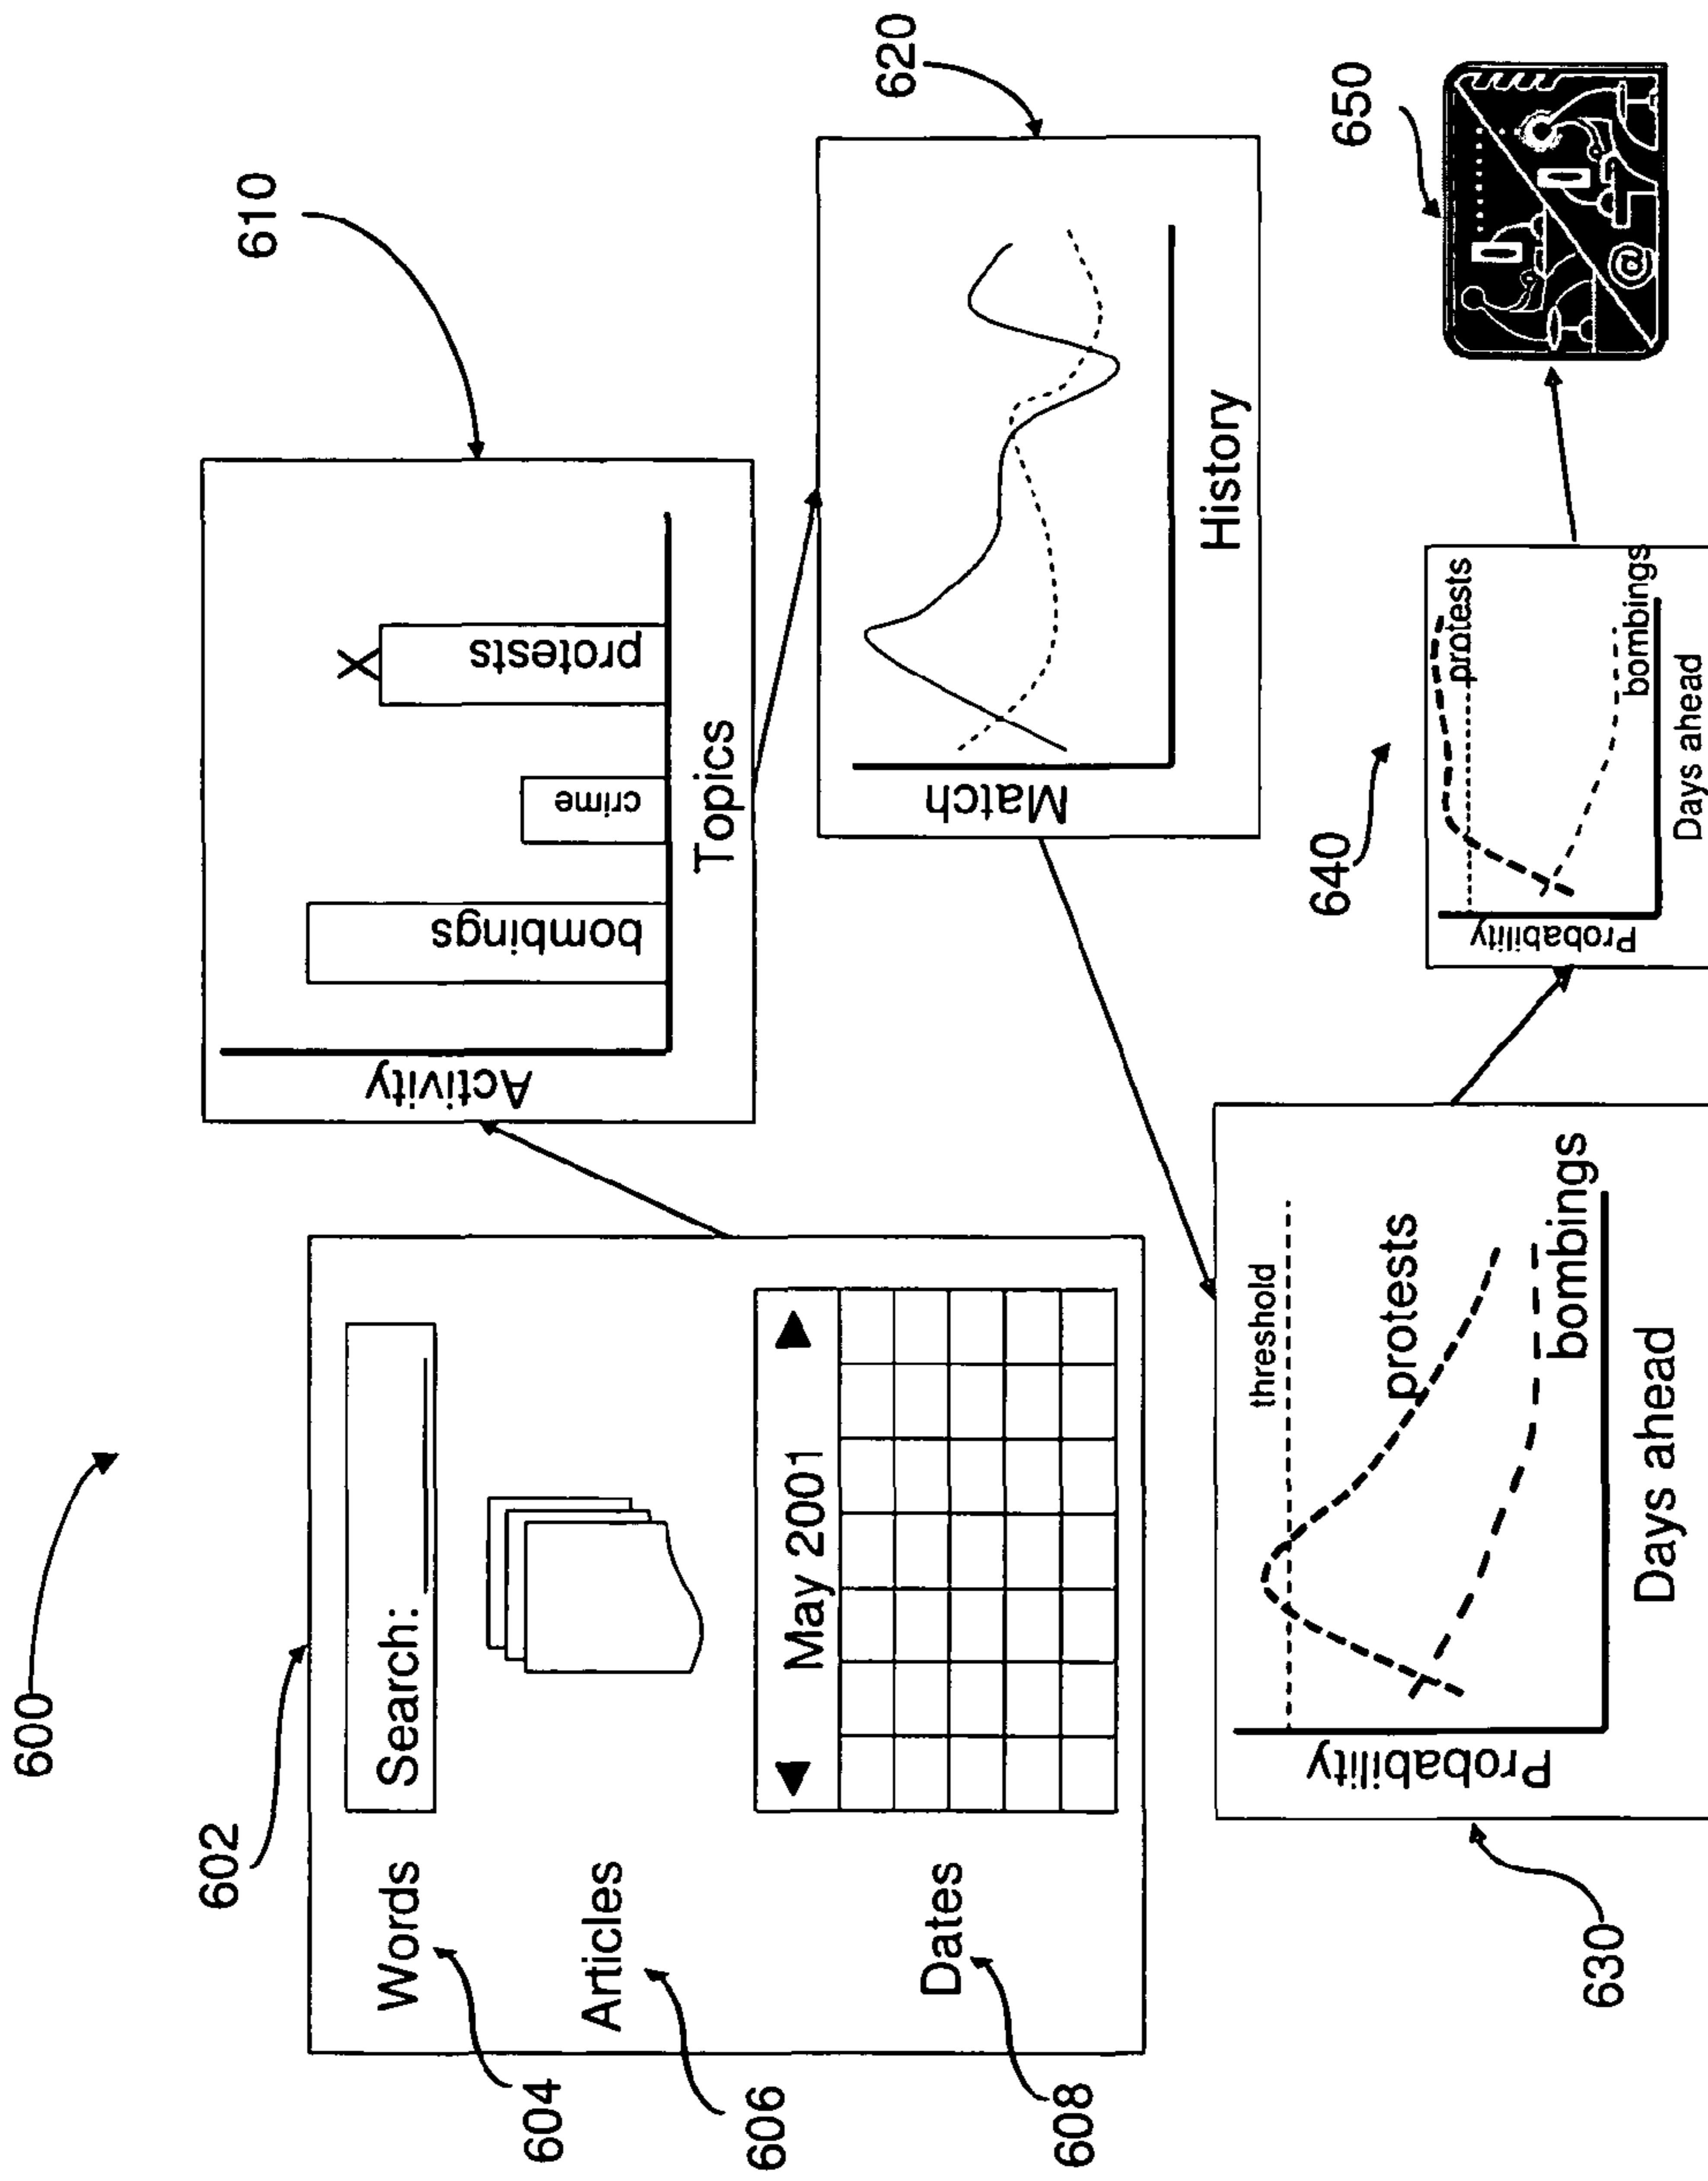 600
602
Words
Search:
604
Articles
606
Dates
May 2001
608
610
Activity
bombings
crime
protests
X
Topics
620
Match
History
630
Probability
threshold
protests
bombings
Days ahead
640
Probability
protests
bombings
Days ahead
650
@